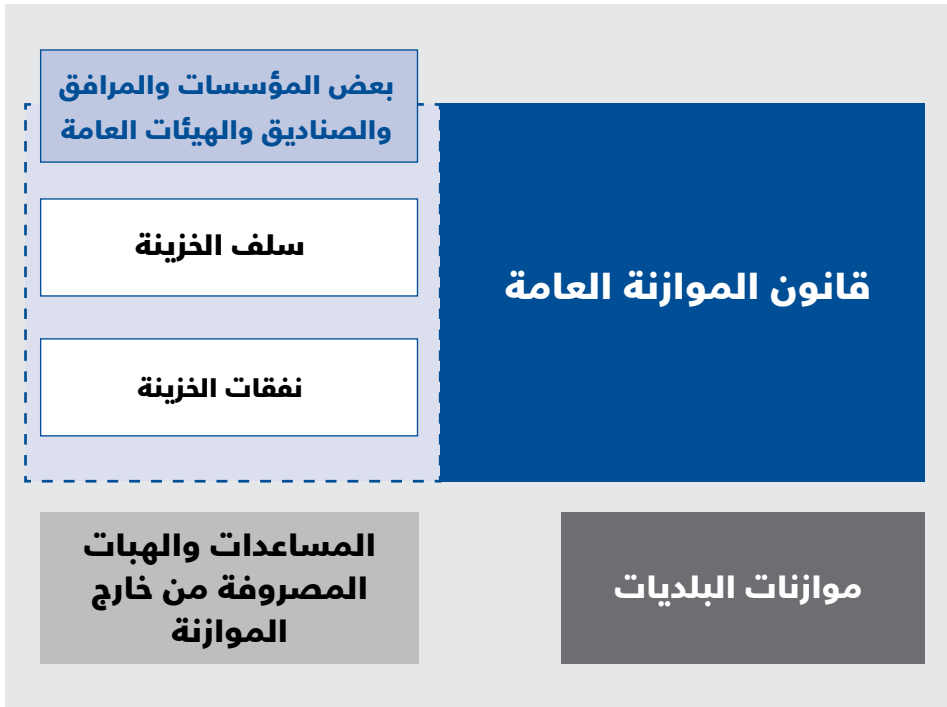 بعض المؤسسات والمرافق
والصناديق والهيئات العامة
سلف الخزينة
قانون الموازنة العامة
نفقات الخزينة
المساعدات والهبات
المصروفة من خارج
الموازنة
موازنات البلديات